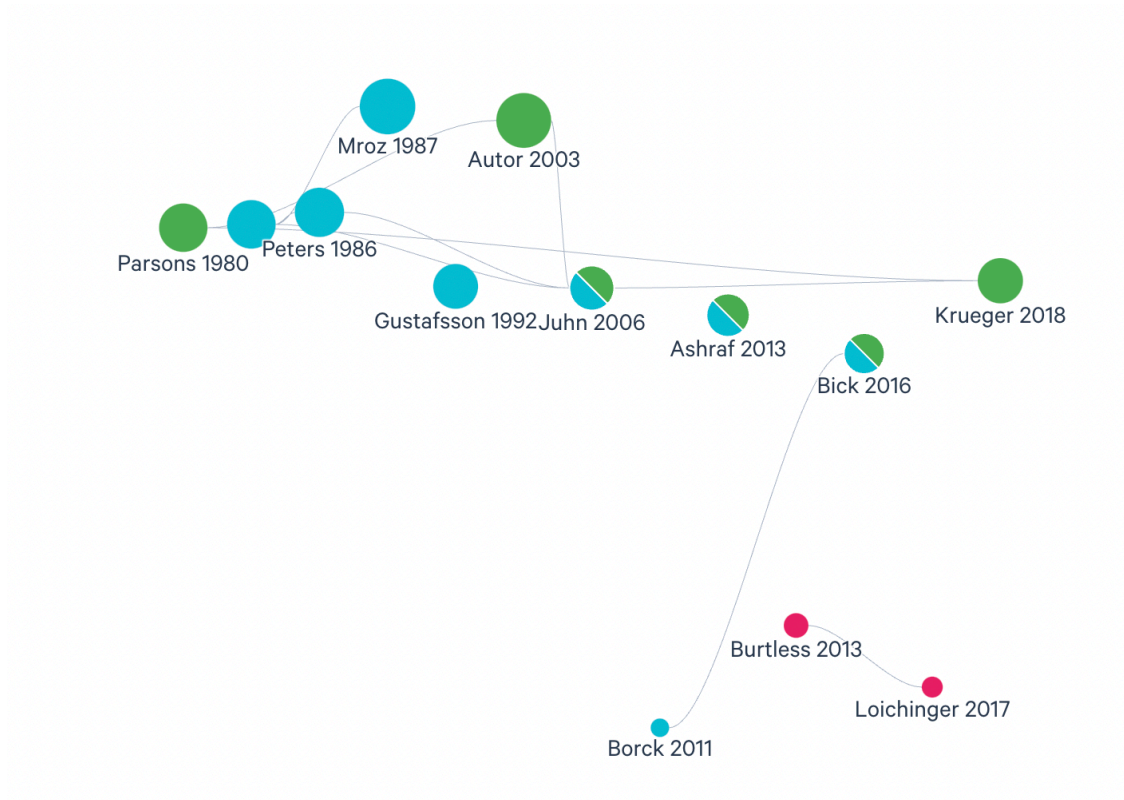 Mroz 1987
Autor 2003
Peters 1986
Parsons 1980
Krueger 2018
Gustafsson 1992
Juhn 2006
Ashraf 2013
Bick 2016
Burtless 2013
Loichinger 2017
Borck 2011